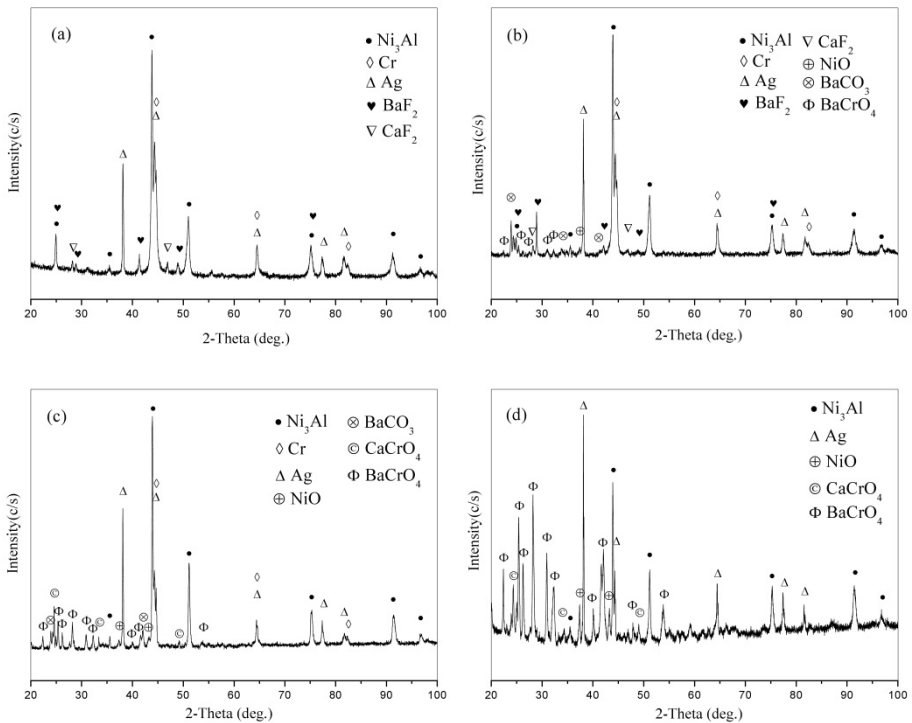 (a)
● Ni₃Al
◊ Cr
Δ Ag
♥ BaF₂
∇ CaF₂
Intensity(c/s)
20 30 40 50 60 70 80 90 100
2-Theta (deg.)
(b)
● Ni₃Al ∇ CaF₂
◊ Cr ⊕ NiO
Δ Ag ⊗ BaCO₃
♥ BaF₂ Φ BaCrO₄
Intensity(c/s)
20 30 40 50 60 70 80 90 100
2-Theta (deg.)
(c)
● Ni₃Al ⊗ BaCO₃
◊ Cr © CaCrO₄
Δ Ag Φ BaCrO₄
⊕ NiO
Intensity(c/s)
20 30 40 50 60 70 80 90 100
2-Theta (deg.)
(d)
● Ni₃Al
Δ Ag
⊕ NiO
© CaCrO₄
Φ BaCrO₄
Intensity(c/s)
20 30 40 50 60 70 80 90 100
2-Theta (deg.)